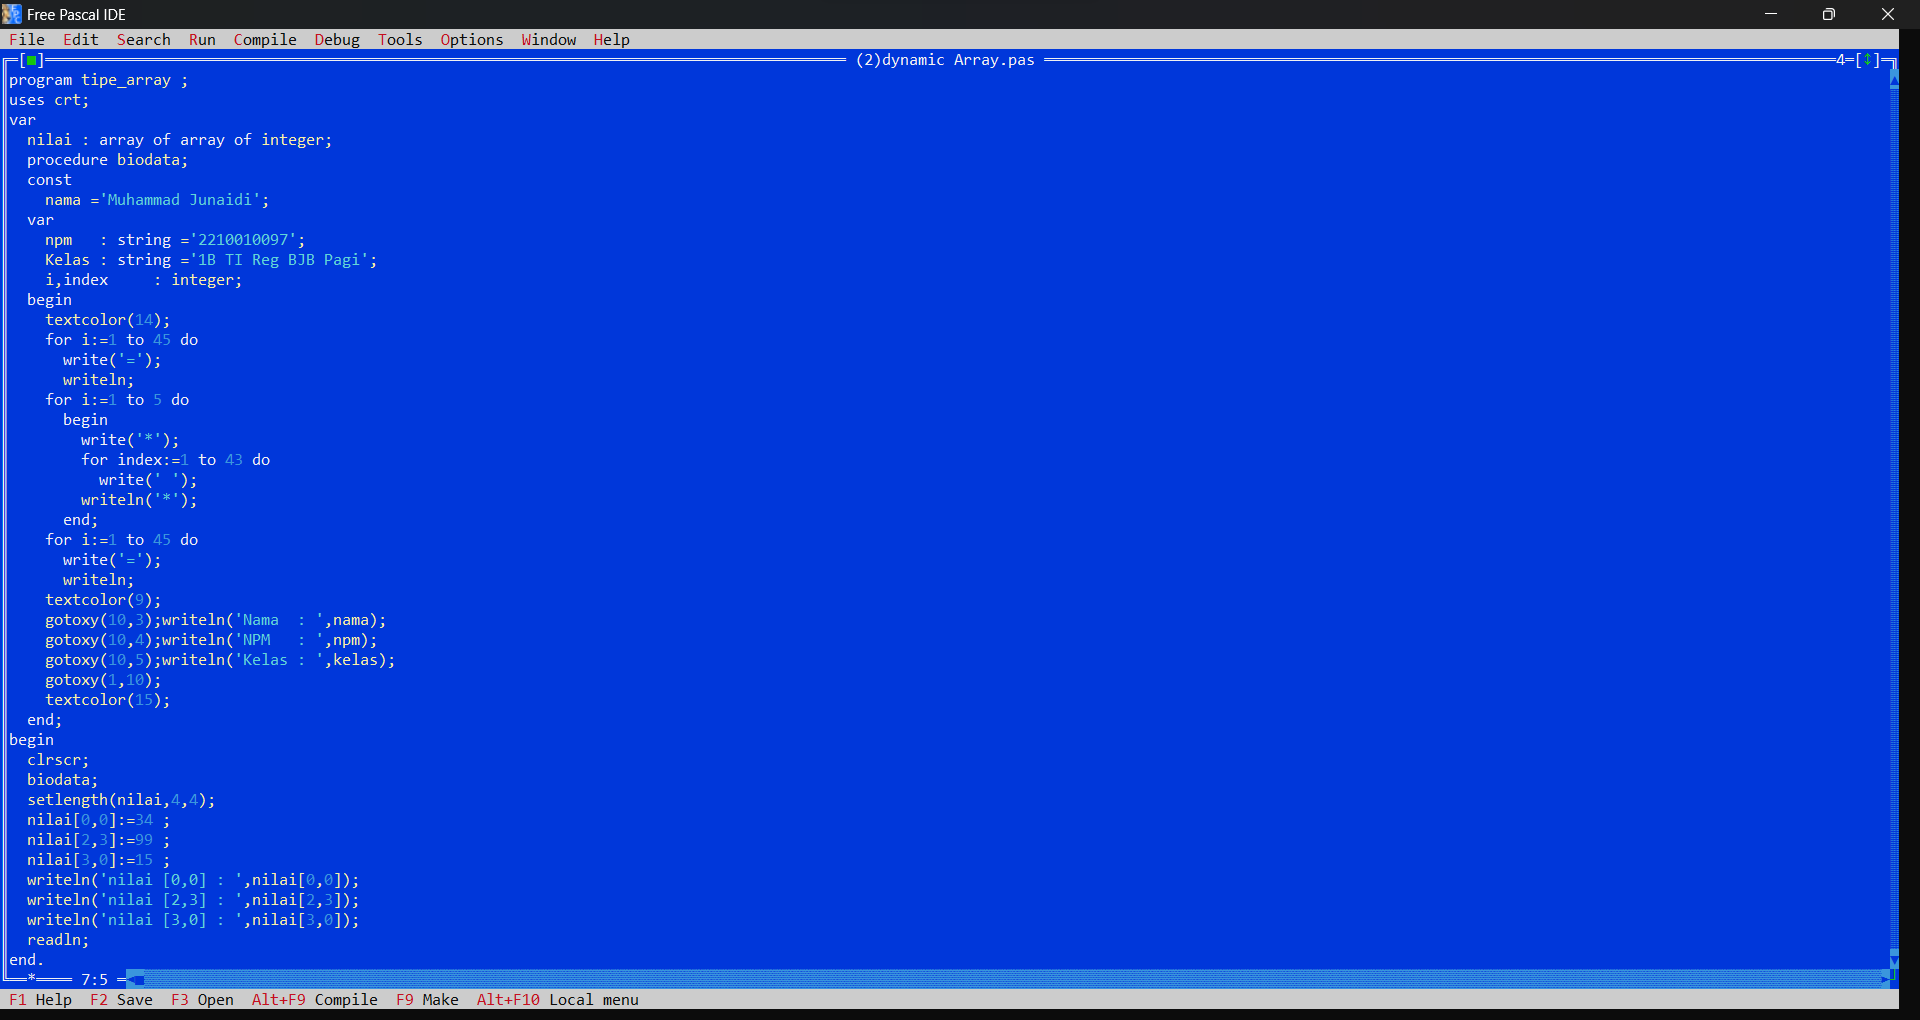 Free Pascal IDE
File Edit Search Run Compile Debug Tools Options Window Help
[■] (2)dynamic Array.pas 4=[↕]
program tipe_array ;
uses crt;
var
  nilai : array of array of integer;
  procedure biodata;
  const
    nama ='Muhammad Junaidi';
  var
    npm   : string ='2210010097';
    Kelas : string ='1B TI Reg BJB Pagi';
    i,index     : integer;
  begin
    textcolor(14);
    for i:=1 to 45 do
      write('=');
      writeln;
    for i:=1 to 5 do
      begin
        write('*');
        for index:=1 to 43 do
          write(' ');
        writeln('*');
      end;
    for i:=1 to 45 do
      write('=');
      writeln;
    textcolor(9);
    gotoxy(10,3);writeln('Nama  : ',nama);
    gotoxy(10,4);writeln('NPM   : ',npm);
    gotoxy(10,5);writeln('Kelas : ',kelas);
    gotoxy(1,10);
    textcolor(15);
  end;
begin
  clrscr;
  biodata;
  setlength(nilai,4,4);
  nilai[0,0]:=34 ;
  nilai[2,3]:=99 ;
  nilai[3,0]:=15 ;
  writeln('nilai [0,0] : ',nilai[0,0]);
  writeln('nilai [2,3] : ',nilai[2,3]);
  writeln('nilai [3,0] : ',nilai[3,0]);
  readln;
end.
* 7:5
F1 Help F2 Save F3 Open Alt+F9 Compile F9 Make Alt+F10 Local menu